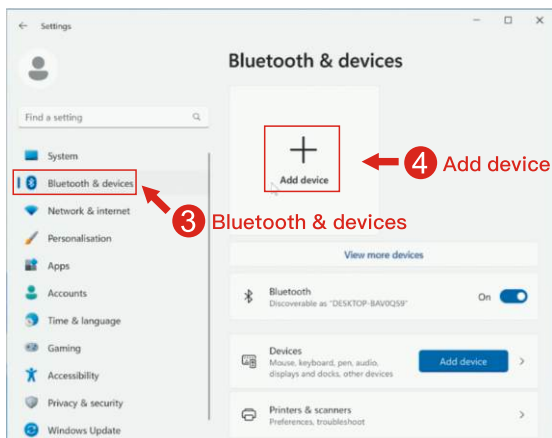 Settings
Bluetooth & devices
Find a setting
System
Bluetooth & devices
Network & internet
Personalisation
Apps
Accounts
Time & language
Gaming
Accessibility
Privacy & security
Windows Update
Add device
4 Add device
3 Bluetooth & devices
View more devices
Bluetooth
Discoverable as "DESKTOP-BAV0QS9"
On
Devices
Mouse, keyboard, pen, audio,
displays and docks, other devices
Add device
Printers & scanners
Preferences, troubleshoot